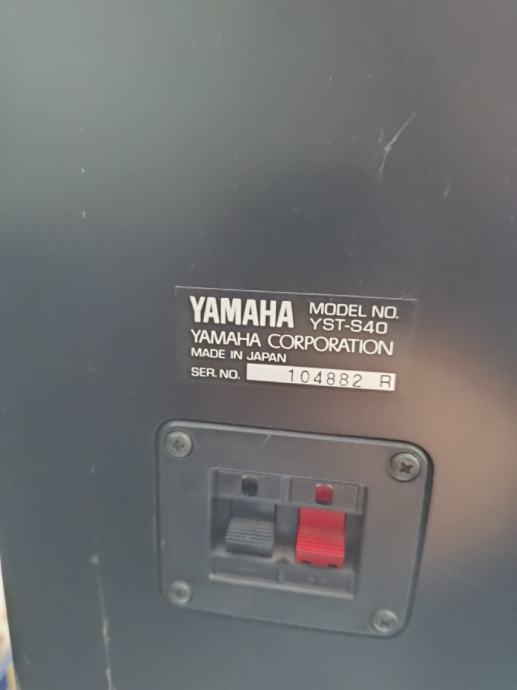 YAMAHA MODEL NO.
YST-S40
YAMAHA CORPORATION
MADE IN JAPAN
SER. NO. 104882 R